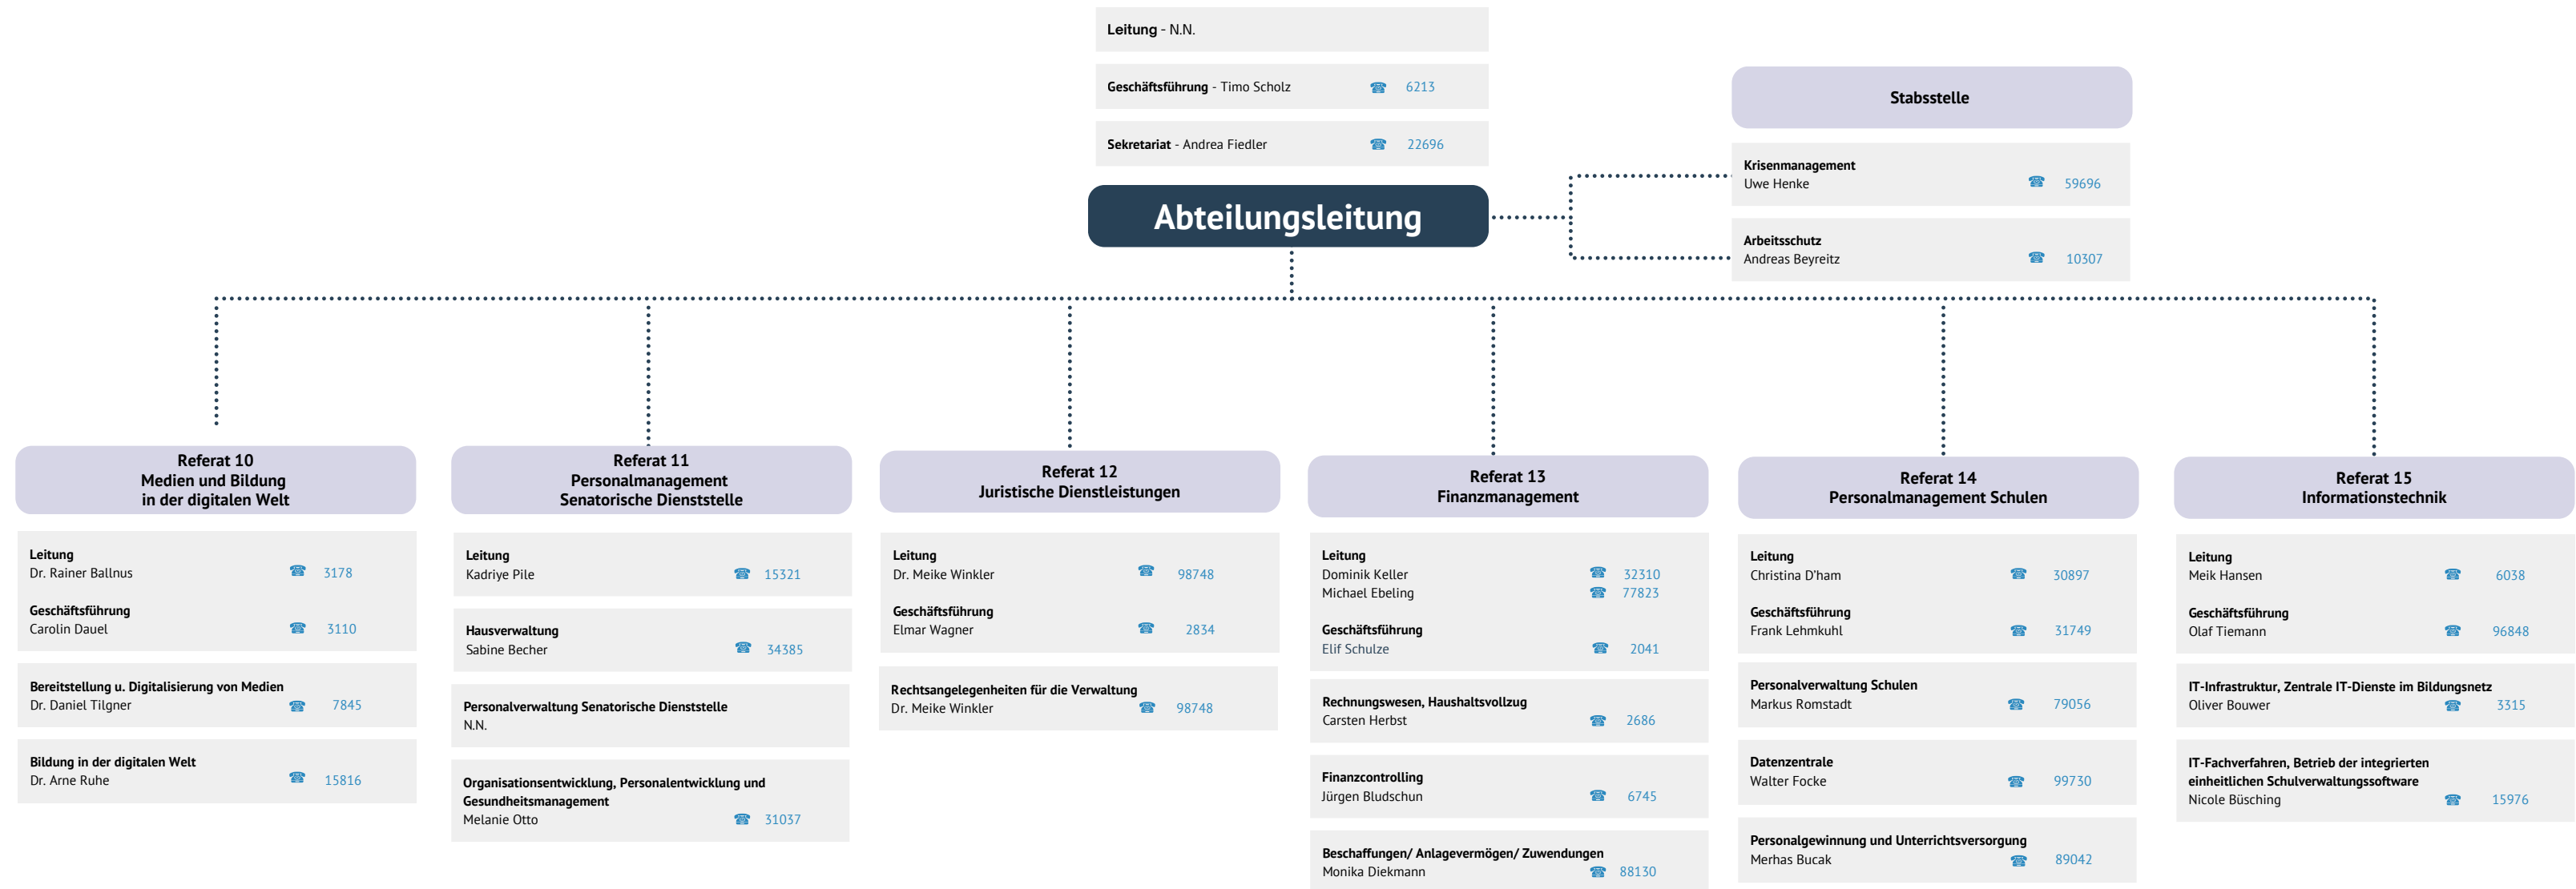 Leitung - N.N.
Geschäftsführung - Timo Scholz ☎ 6213
Sekretariat - Andrea Fiedler ☎ 22696
Abteilungsleitung
Stabsstelle
Krisenmanagement
Uwe Henke ☎ 59696
Arbeitsschutz
Andreas Beyreitz ☎ 10307
Referat 10
Medien und Bildung
in der digitalen Welt
Leitung
Dr. Rainer Ballnus ☎ 3178
Geschäftsführung
Carolin Dauel ☎ 3110
Bereitstellung u. Digitalisierung von Medien
Dr. Daniel Tilgner ☎ 7845
Bildung in der digitalen Welt
Dr. Arne Ruhe ☎ 15816
Referat 11
Personalmanagement
Senatorische Dienststelle
Leitung
Kadriye Pile ☎ 15321
Hausverwaltung
Sabine Becher ☎ 34385
Personalverwaltung Senatorische Dienststelle
N.N.
Organisationsentwicklung, Personalentwicklung und
Gesundheitsmanagement
Melanie Otto ☎ 31037
Referat 12
Juristische Dienstleistungen
Leitung
Dr. Meike Winkler ☎ 98748
Geschäftsführung
Elmar Wagner ☎ 2834
Rechtsangelegenheiten für die Verwaltung
Dr. Meike Winkler ☎ 98748
Referat 13
Finanzmanagement
Leitung
Dominik Keller ☎ 32310
Michael Ebeling ☎ 77823
Geschäftsführung
Elif Schulze ☎ 2041
Rechnungswesen, Haushaltsvollzug
Carsten Herbst ☎ 2686
Finanzcontrolling
Jürgen Bludschun ☎ 6745
Beschaffungen/ Anlagevermögen/ Zuwendungen
Monika Diekmann ☎ 88130
Referat 14
Personalmanagement Schulen
Leitung
Christina D'ham ☎ 30897
Geschäftsführung
Frank Lehmkuhl ☎ 31749
Personalverwaltung Schulen
Markus Romstadt ☎ 79056
Datenzentrale
Walter Focke ☎ 99730
Personalgewinnung und Unterrichtsversorgung
Merhas Bucak ☎ 89042
Referat 15
Informationstechnik
Leitung
Meik Hansen ☎ 6038
Geschäftsführung
Olaf Tiemann ☎ 96848
IT-Infrastruktur, Zentrale IT-Dienste im Bildungsnetz
Oliver Bouwer ☎ 3315
IT-Fachverfahren, Betrieb der integrierten
einheitlichen Schulverwaltungssoftware
Nicole Büsching ☎ 15976